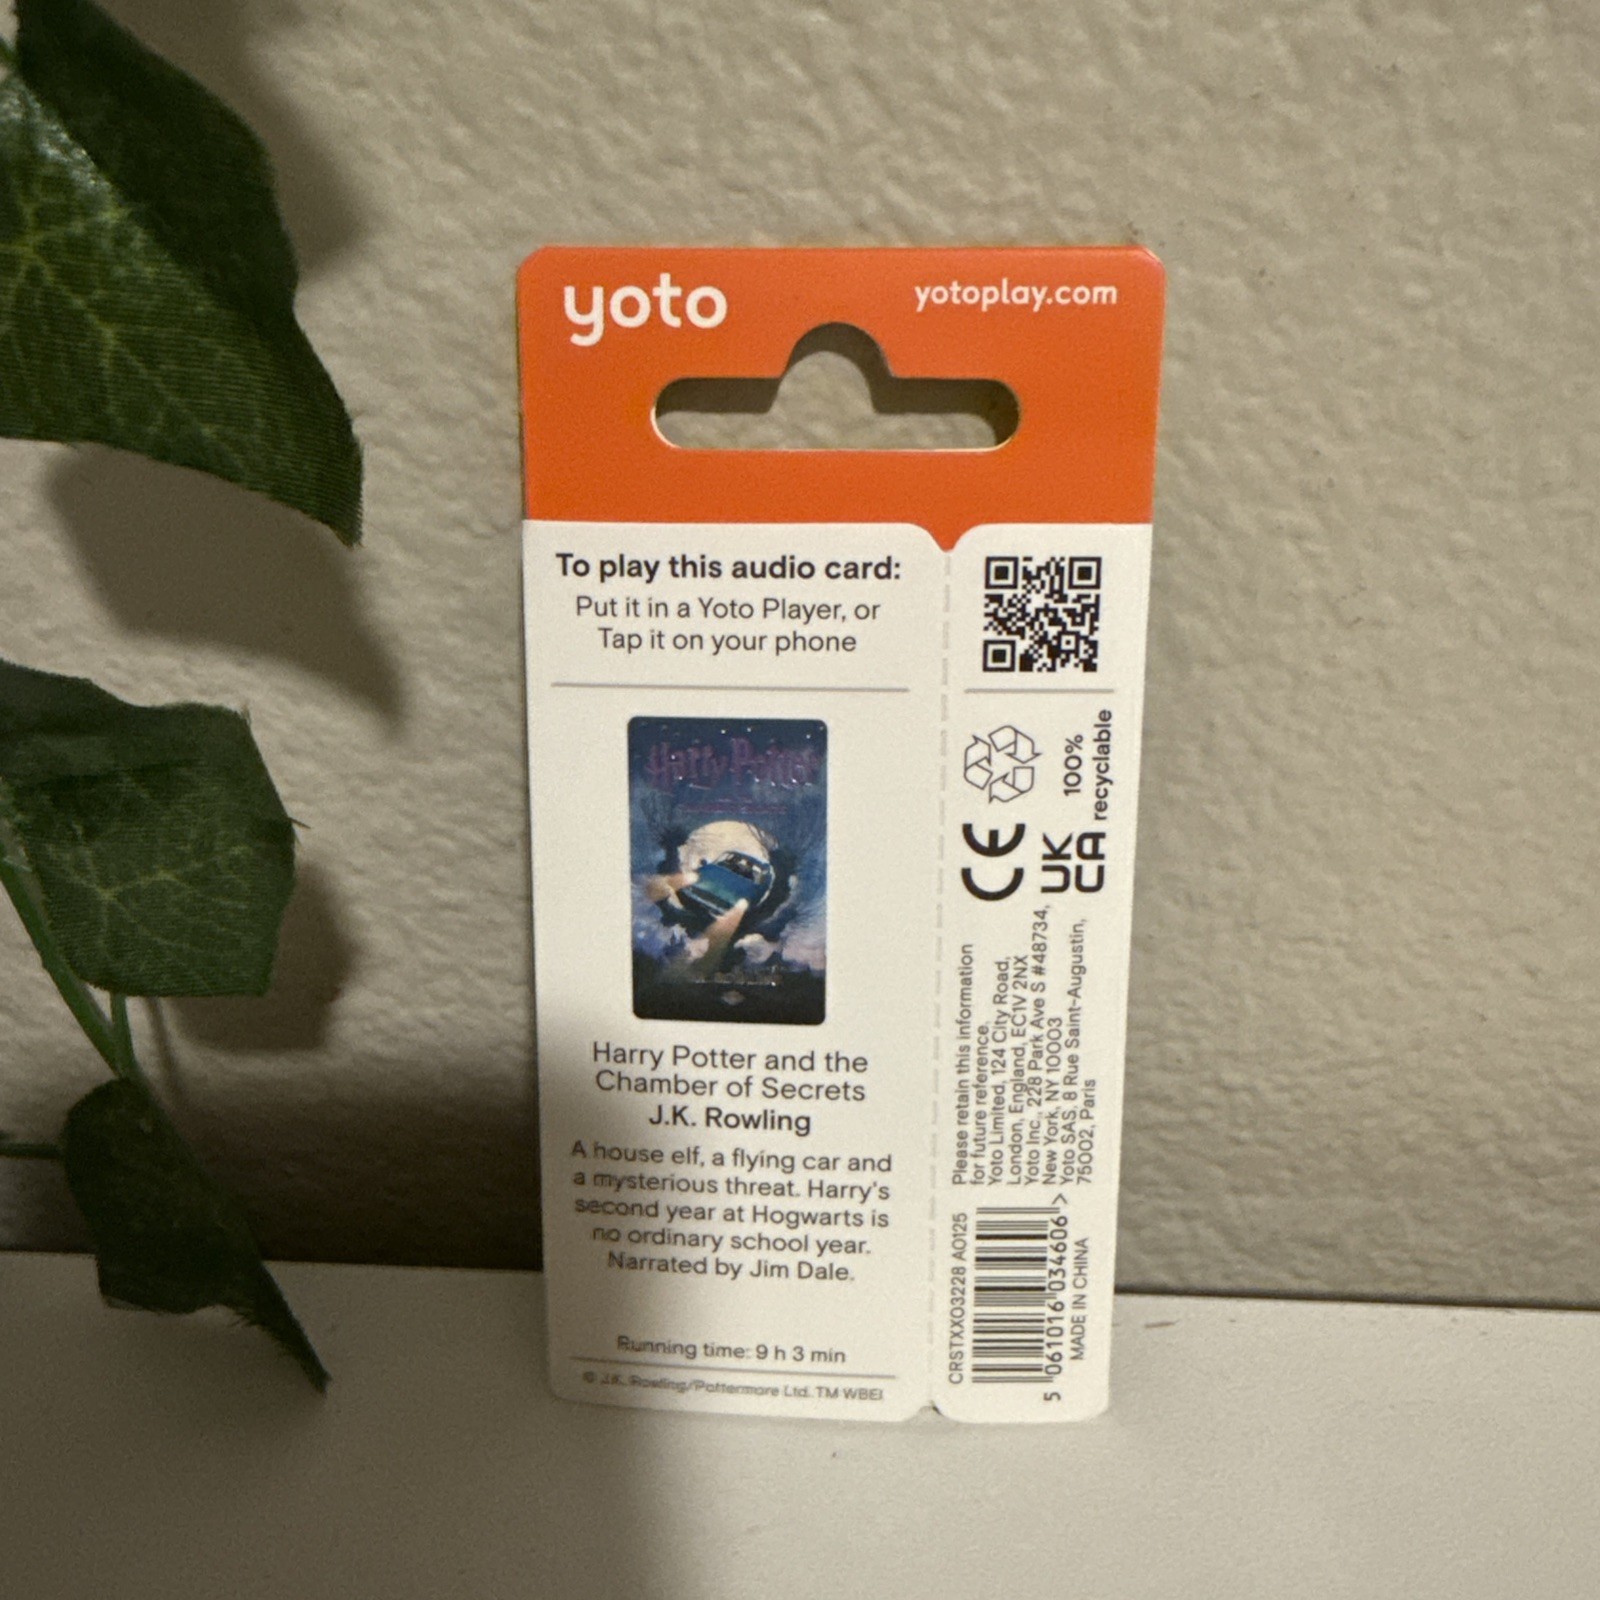 yoto
yotoplay.com
To play this audio card:
Put it in a Yoto Player, or
Tap it on your phone
Harry Potter
Harry Potter and the
Chamber of Secrets
J.K. Rowling
A house elf, a flying car and
a mysterious threat. Harry's
second year at Hogwarts is
no ordinary school year.
Narrated by Jim Dale.
Running time: 9 h 3 min
© J.K. Rowling/Pottermore Ltd. TM WBEI
100%
recyclable
CE
UK
CA
Please retain this information
for future reference.
Yoto Limited, 124 City Road,
London, England, EC1V 2NX
Yoto Inc., 228 Park Ave S #48734,
New York, NY 10003
Yoto SAS, 8 Rue Saint-Augustin,
75002, Paris
CRSTXX03228 A0125
5 061016 034606 >
MADE IN CHINA